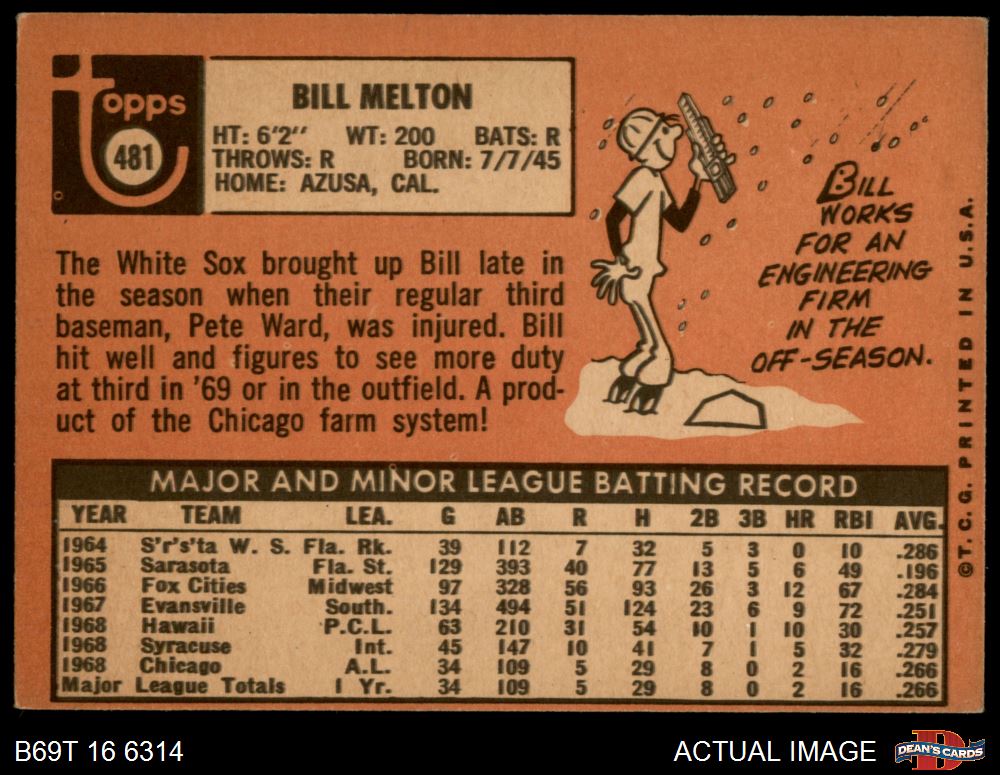 topps
481
BILL MELTON
HT: 6'2" WT: 200 BATS: R
THROWS: R BORN: 7/7/45
HOME: AZUSA, CAL.
The White Sox brought up Bill late in
the season when their regular third
baseman, Pete Ward, was injured. Bill
hit well and figures to see more duty
at third in '69 or in the outfield. A prod-
uct of the Chicago farm system!
BILL
WORKS
FOR AN
ENGINEERING
FIRM
IN THE
OFF-SEASON.
©T.C.G. PRINTED IN U.S.A.
MAJOR AND MINOR LEAGUE BATTING RECORD
YEAR TEAM LEA. G AB R H 2B 3B HR RBI AVG.
1964 S'r's'ta W. S. Fla. Rk. 39 112 7 32 5 3 0 10 .286
1965 Sarasota Fla. St. 129 393 40 77 13 5 6 49 .196
1966 Fox Cities Midwest 97 328 56 93 26 3 12 67 .284
1967 Evansville South. 134 494 51 124 23 6 9 72 .251
1968 Hawaii P.C.L. 63 210 31 54 10 1 10 30 .257
1968 Syracuse Int. 45 147 10 41 7 1 5 32 .279
1968 Chicago A.L. 34 109 5 29 8 0 2 16 .266
Major League Totals 1 Yr. 34 109 5 29 8 0 2 16 .266
B69T 16 6314
ACTUAL IMAGE
DEAN'S CARDS